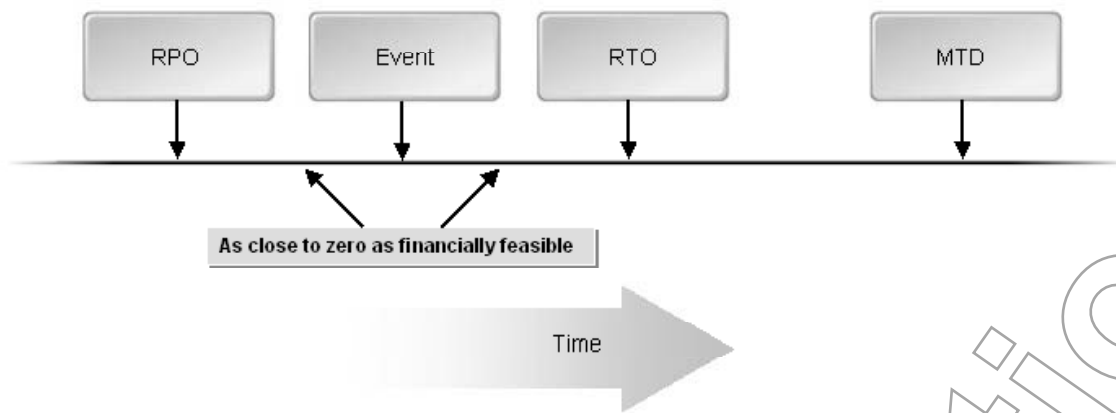 RPO
Event
RTO
MTD
As close to zero as financially feasible
Time